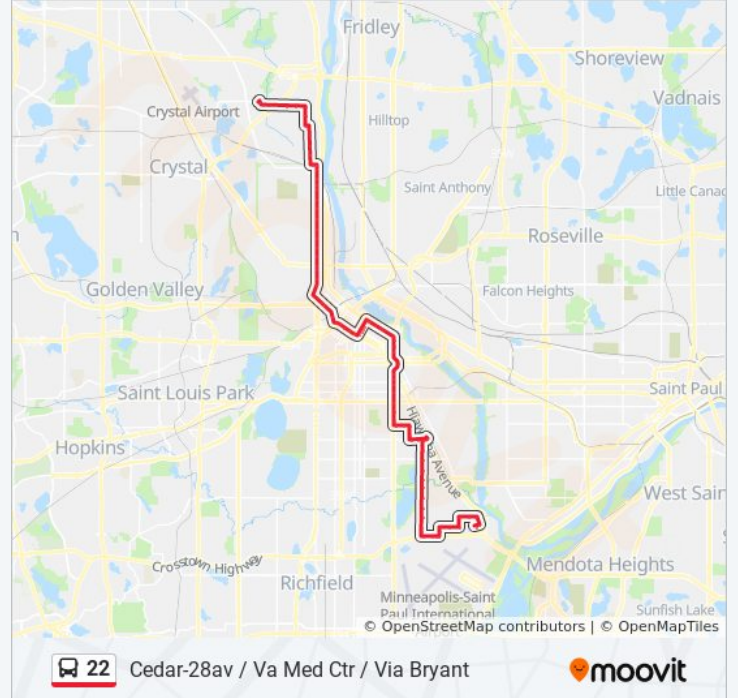 Fridley
Shoreview
Vadnais
Crystal Airport
Hilltop
Crystal
Saint Anthony
Little Canad
Roseville
Golden Valley
Falcon Heights
Saint Louis Park
Saint Paul
Hopkins
Avenue
West Sain
Crosstown Highway
Mendota Heights
Richfield
Minneapolis-Saint
Paul International
Airport
Sunfish Lake
© OpenStreetMap contributors | © OpenMapTiles
22 Cedar-28av / Va Med Ctr / Via Bryant
moovit